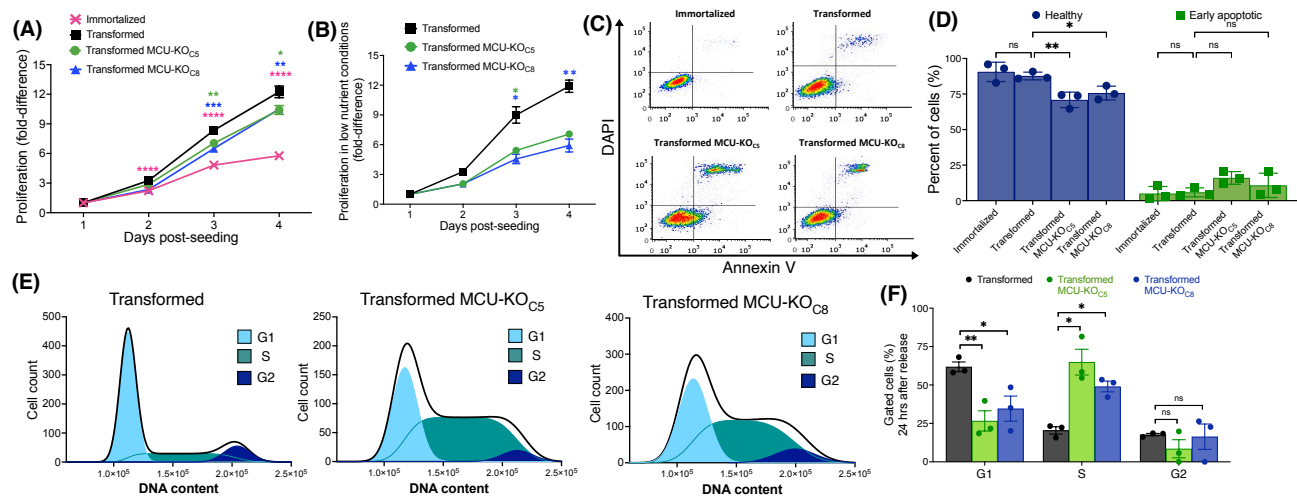 (A)
Immortalized
Transformed
Transformed MCU-KOC5
Transformed MCU-KOC8
Proliferation (fold-difference)
15
12
9
6
3
0
1 2 3 4
Days post-seeding
****
**
***
****
*
**
****
(B)
Transformed
Transformed MCU-KOC5
Transformed MCU-KOC8
Proliferation in low nutrient conditions
(fold-difference)
15
12
9
6
3
0
1 2 3 4
Days post-seeding
*
*
**
(C)
Immortalized
Transformed
Transformed MCU-KOC5
Transformed MCU-KOC8
DAPI
Annexin V
(D)
Healthy
Early apoptotic
Percent of cells (%)
100
75
50
25
0
ns
**
*
ns
ns
ns
Immortalized
Transformed
Transformed
MCU-KOC5
Transformed
MCU-KOC8
Immortalized
Transformed
Transformed
MCU-KOC5
Transformed
MCU-KOC8
(E)
Transformed
Cell count
500
400
300
200
100
0
G1
S
G2
1.0×10⁵ 1.5×10⁵ 2.0×10⁵ 2.5×10⁵
DNA content
Transformed MCU-KOC5
Cell count
250
200
150
100
50
0
G1
S
G2
1.0×10⁵ 1.5×10⁵ 2.0×10⁵ 2.5×10⁵
DNA content
Transformed MCU-KOC8
Cell count
400
300
200
100
0
G1
S
G2
1.0×10⁵ 1.5×10⁵ 2.0×10⁵ 2.5×10⁵
DNA content
(F)
Transformed
Transformed
MCU-KOC5
Transformed
MCU-KOC8
Gated cells (%)
24 hrs after release
100
80
60
40
20
0
**
*
*
*
ns
ns
G1 S G2